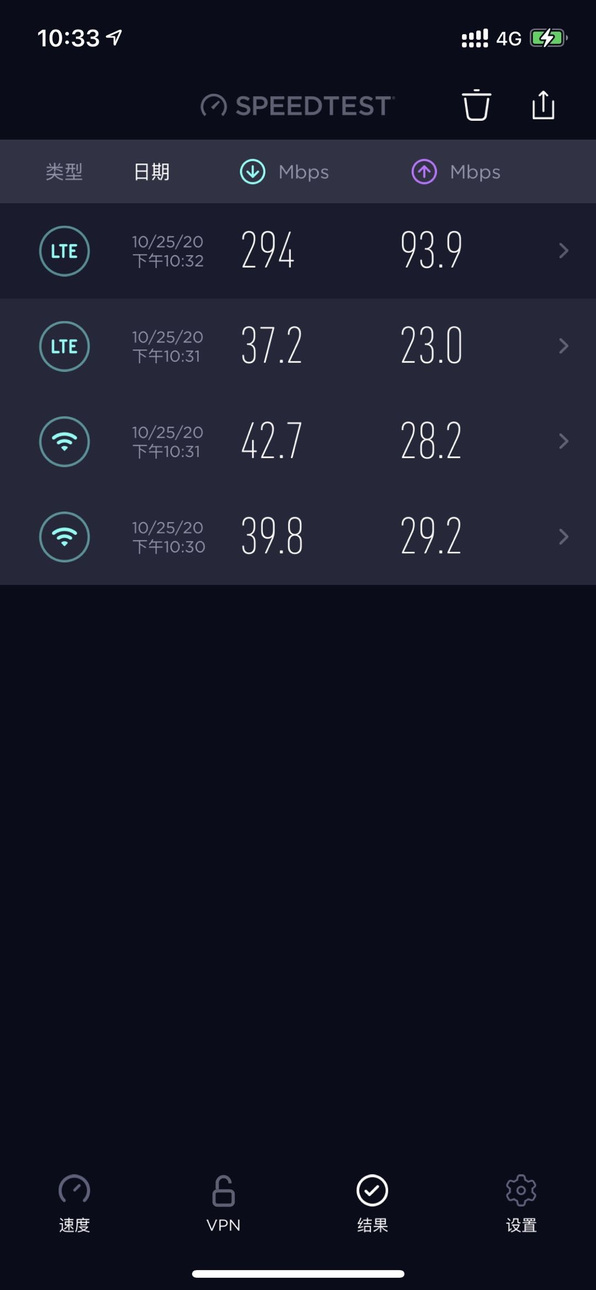 10:33
4G
SPEEDTEST
类型 日期 Mbps Mbps
LTE 10/25/20 下午10:32 294 93.9
LTE 10/25/20 下午10:31 37.2 23.0
10/25/20 下午10:31 42.7 28.2
10/25/20 下午10:30 39.8 29.2
速度 VPN 结果 设置